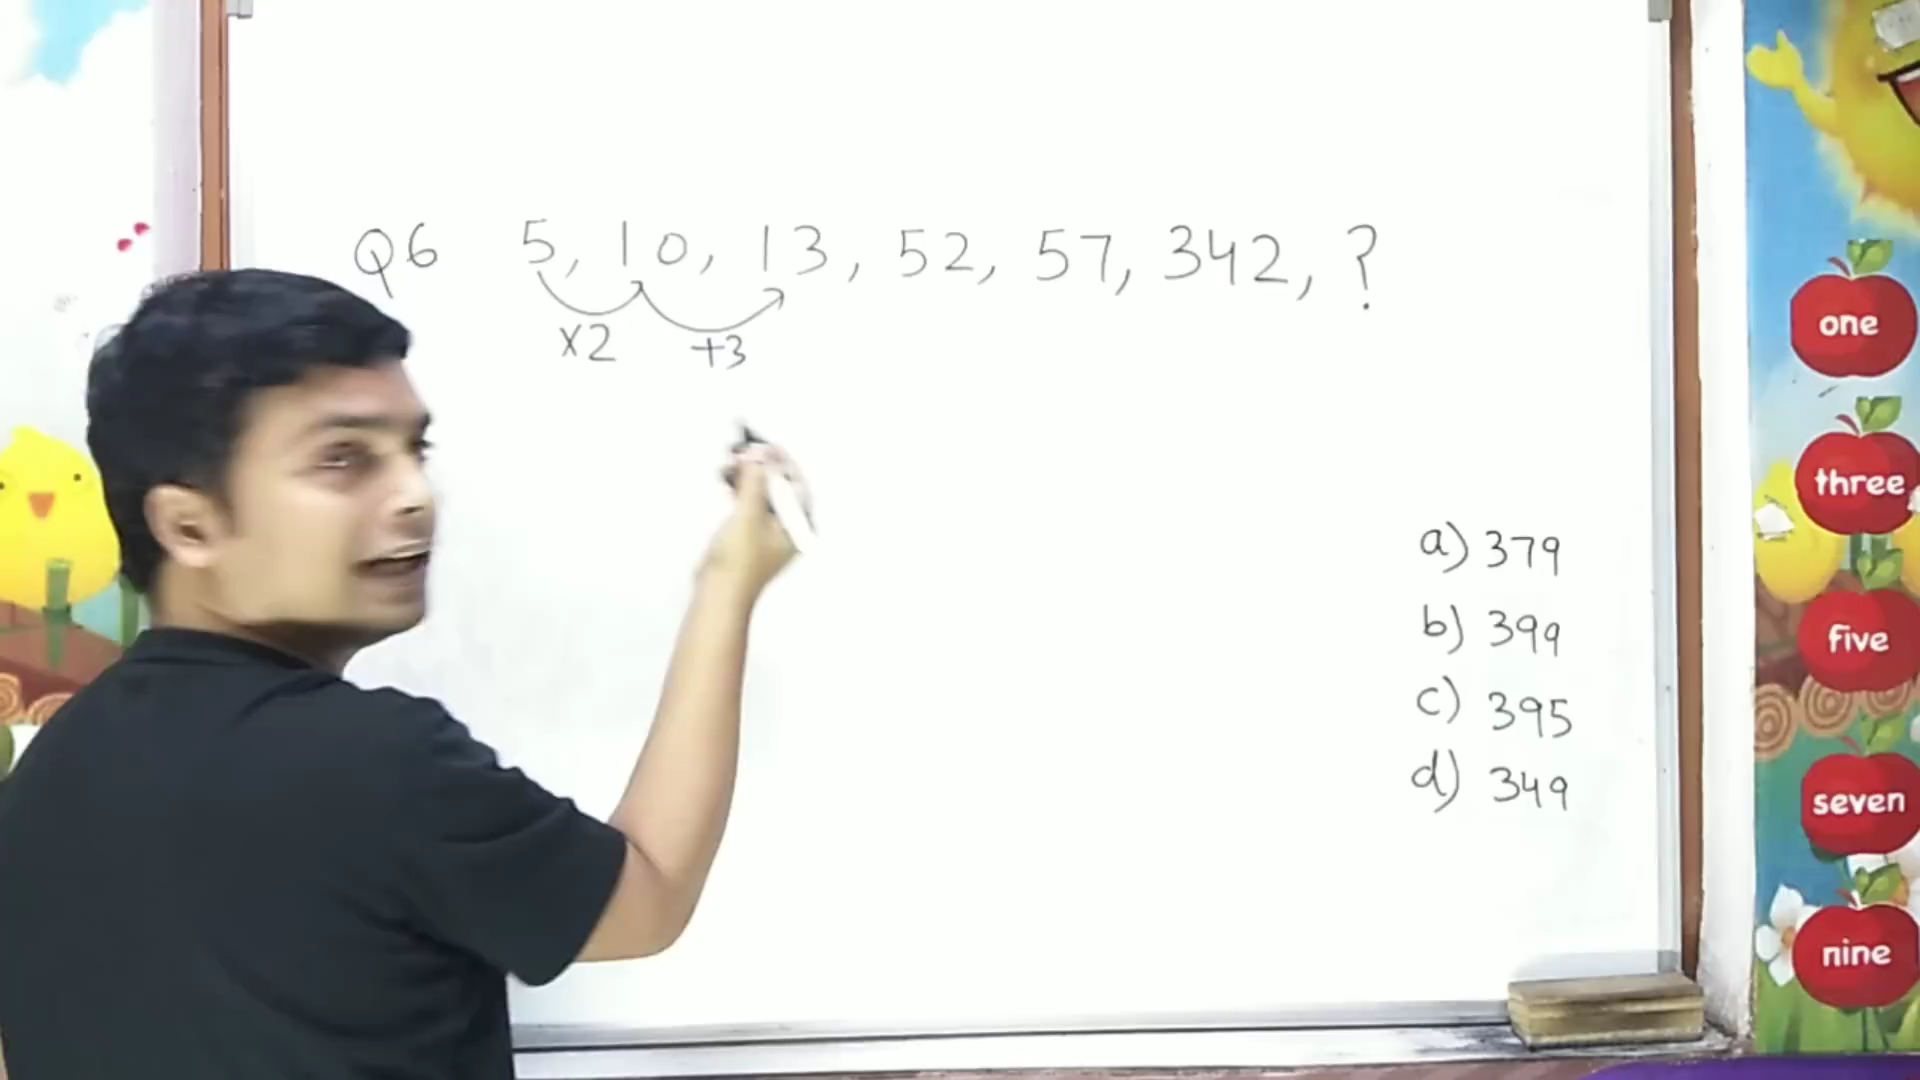 Q6 5, 10, 13, 52, 57, 342, ?
x2 +3
a) 379
b) 399
c) 395
d) 349
one
three
five
seven
nine